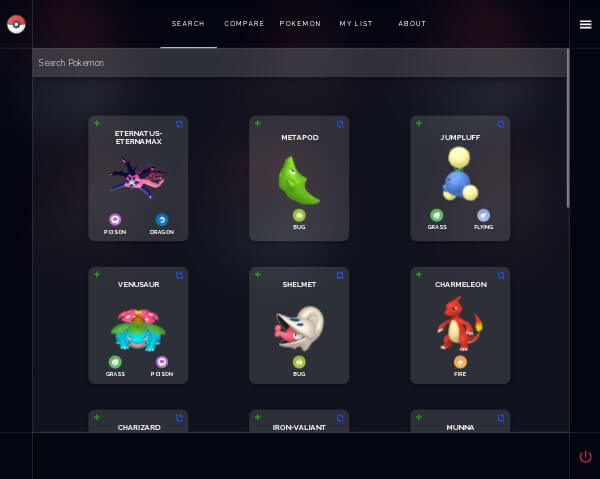 SEARCH COMPARE POKEMON MY LIST ABOUT
Search Pokemon
ETERNATUS-
ETERNAMAX
POISON DRAGON
METAPOD
BUG
JUMPLUFF
GRASS FLYING
VENUSAUR
GRASS POISON
SHELMET
BUG
CHARMELEON
FIRE
CHARIZARD
IRON-VALIANT
MUNNA